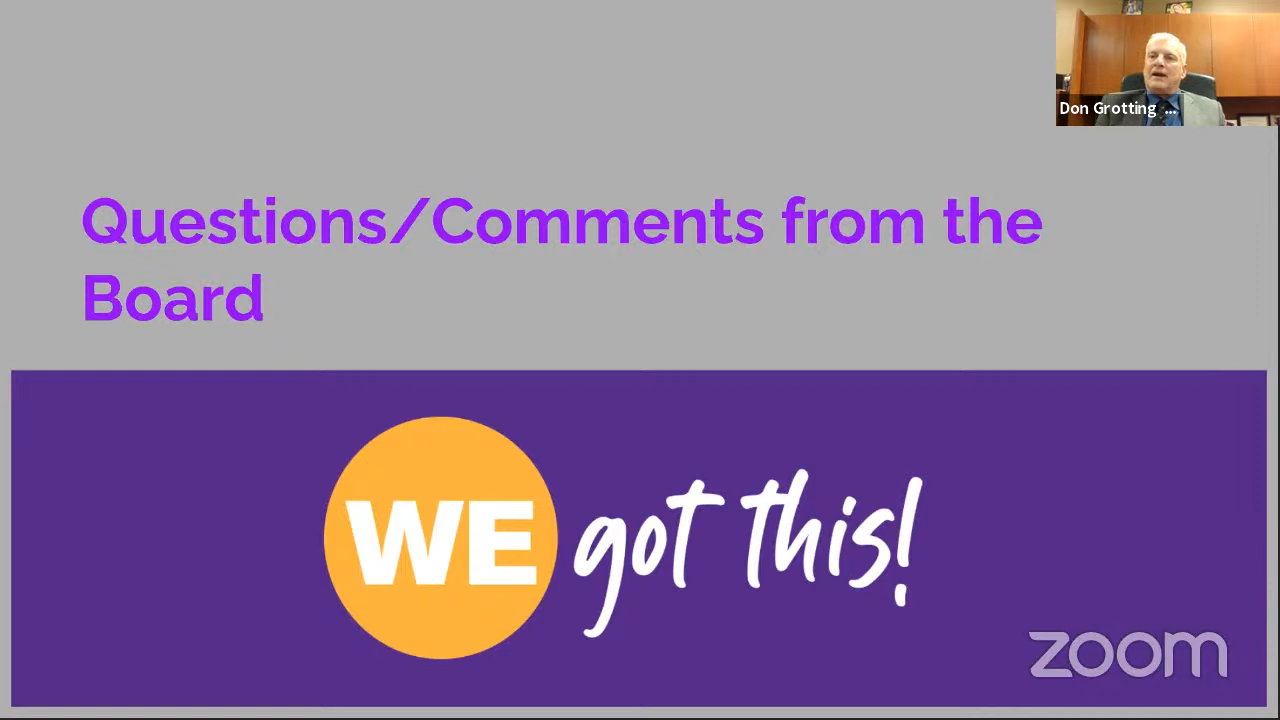 Don Grotting ...
Questions/Comments from the
Board
WE got this!
zoom